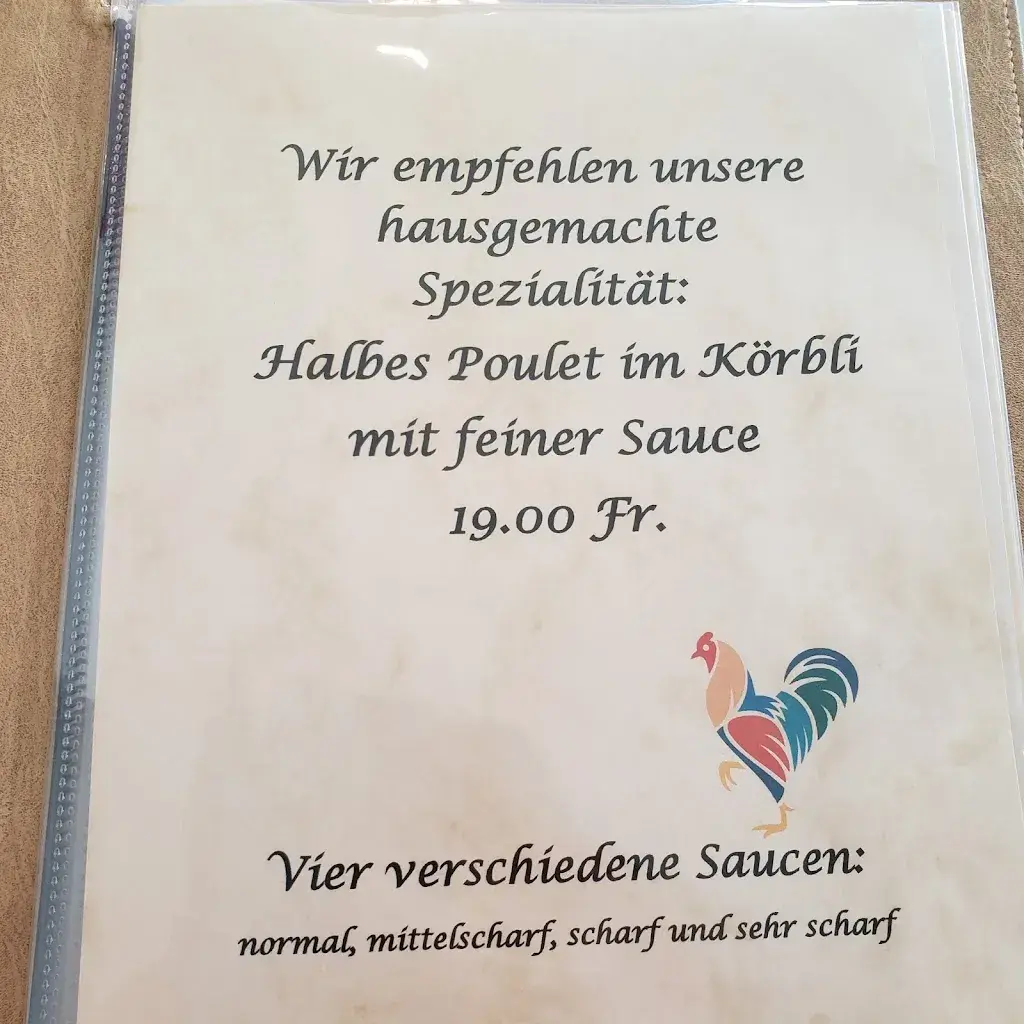 Wir empfehlen unsere
hausgemachte
Spezialität:
Halbes Poulet im Körbli
mit feiner Sauce
19.00 Fr.
Vier verschiedene Saucen:
normal, mittelscharf, scharf und sehr scharf